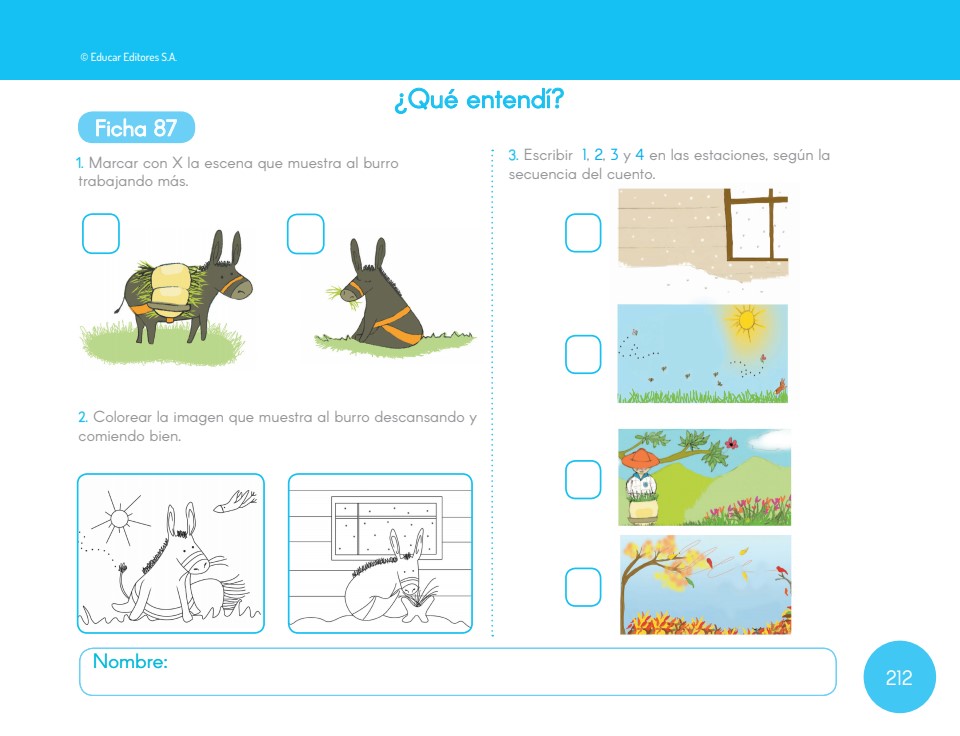 © Educar Editores S.A.
¿Qué entendí?
Ficha 87
1. Marcar con X la escena que muestra al burro
trabajando más.
2. Colorear la imagen que muestra al burro descansando y
comiendo bien.
3. Escribir 1, 2, 3 y 4 en las estaciones, según la
secuencia del cuento.
Nombre:
212